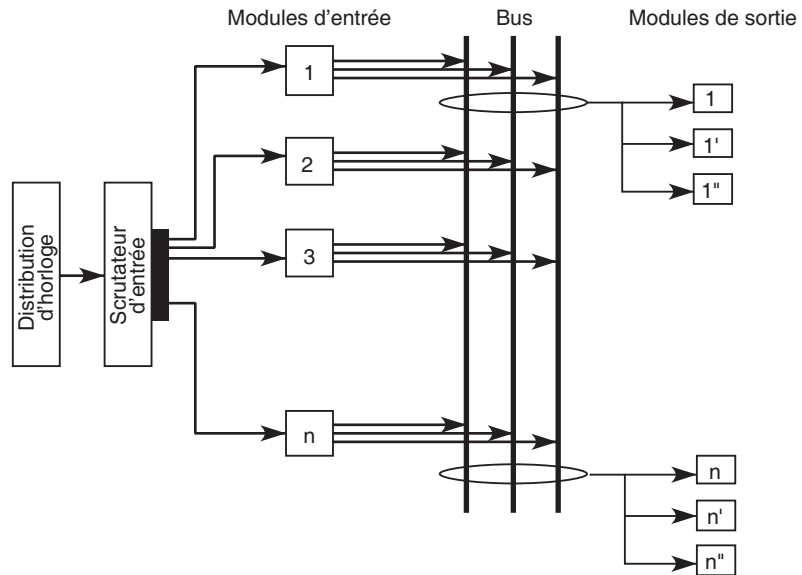 Modules d'entrée
Bus
Modules de sortie
Distribution
d'horloge
Scrutateur
d'entrée
1
2
3
n
1
1'
1"
n
n'
n"